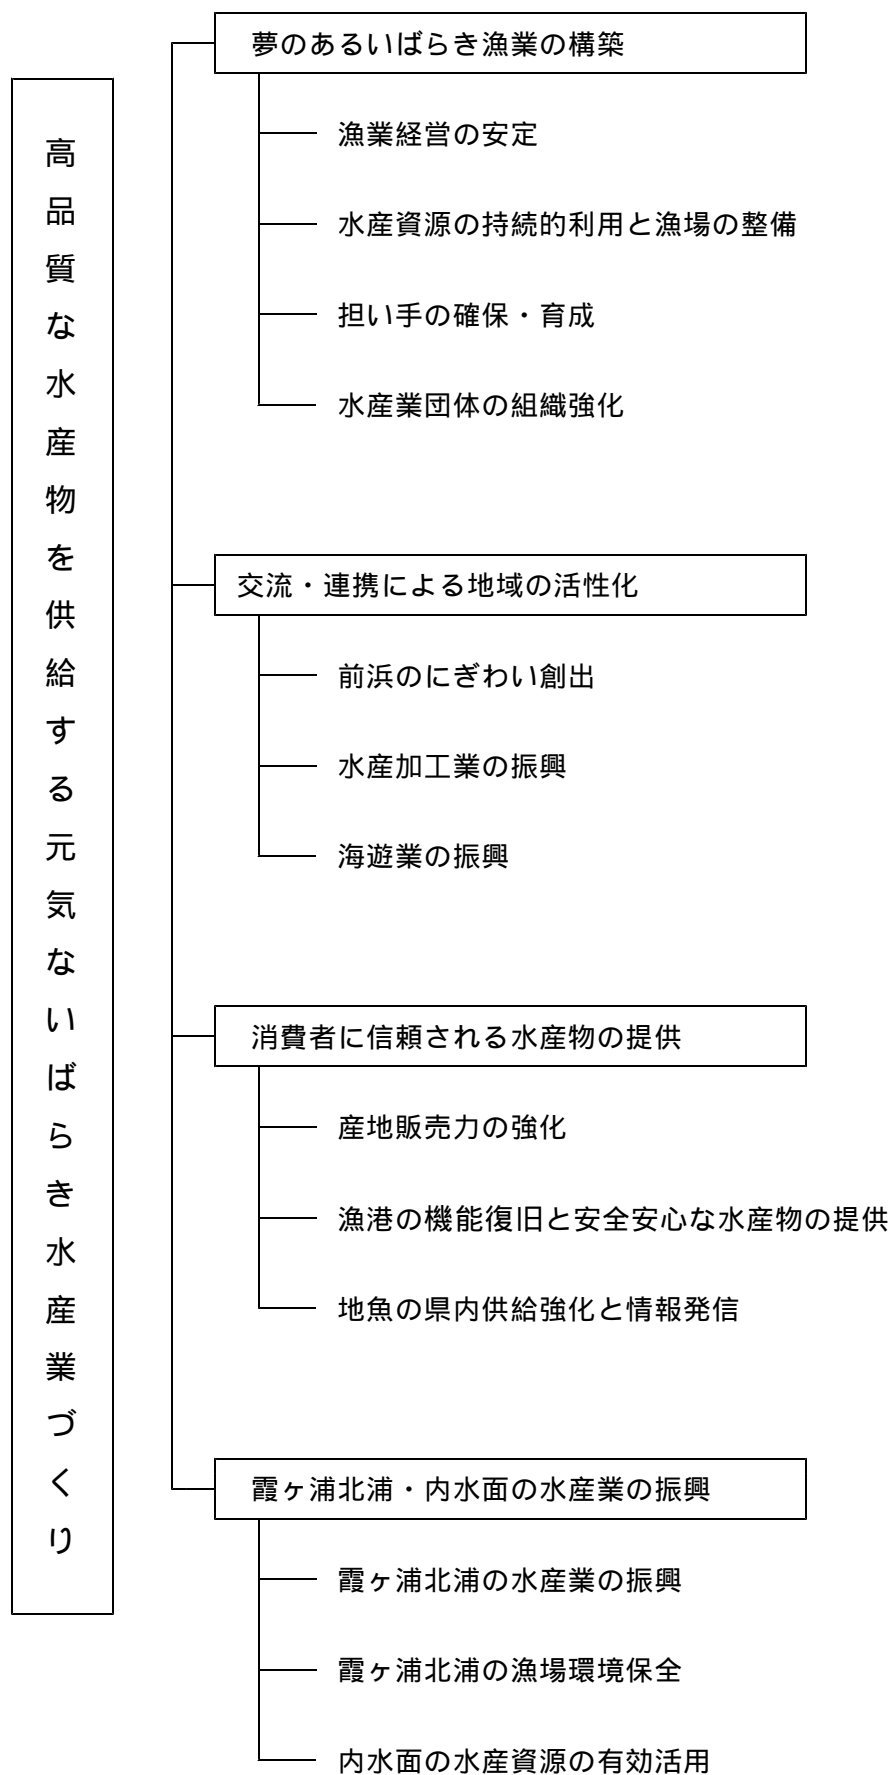 高品質な水産物を供給する元気ないばらき水産業づくり
夢のあるいばらき漁業の構築
漁業経営の安定
水産資源の持続的利用と漁場の整備
担い手の確保・育成
水産業団体の組織強化
交流・連携による地域の活性化
前浜のにぎわい創出
水産加工業の振興
海遊業の振興
消費者に信頼される水産物の提供
産地販売力の強化
漁港の機能復旧と安全安心な水産物の提供
地魚の県内供給強化と情報発信
霞ヶ浦北浦・内水面の水産業の振興
霞ヶ浦北浦の水産業の振興
霞ヶ浦北浦の漁場環境保全
内水面の水産資源の有効活用